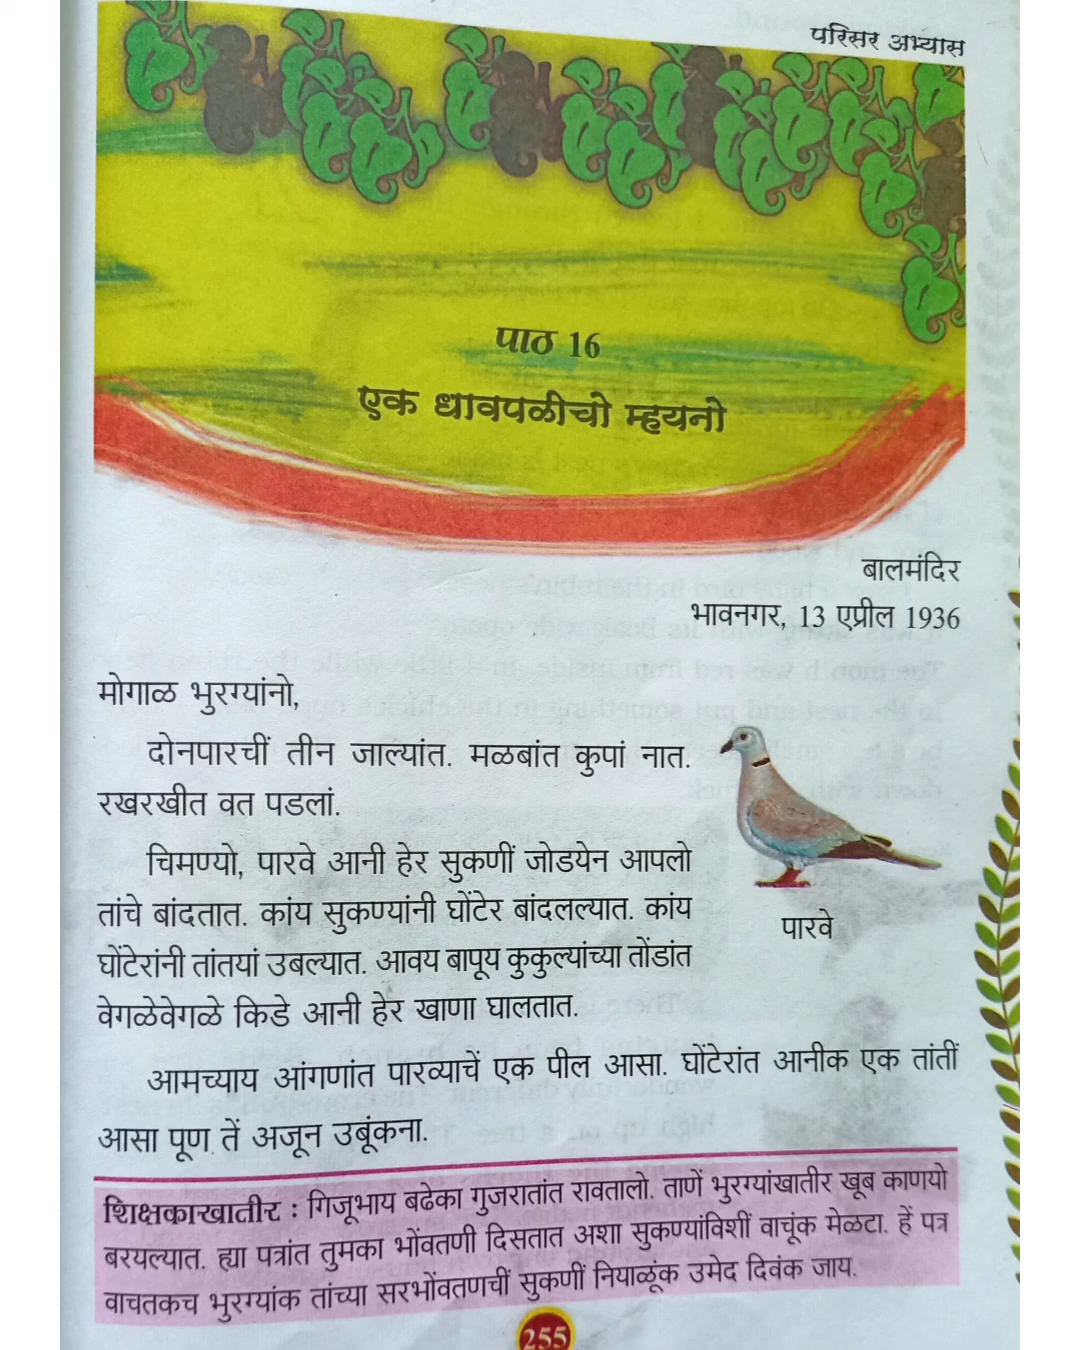 परिसर अभ्यास
पाठ 16
एक धावपळीचो म्हयनो
बालमंदिर
भावनगर, 13 एप्रील 1936
मोगाळ भुरग्यांनो,
दोनपारचीं तीन जाल्यांत. मळबांत कुपां नात.
रखरखीत वत पडलां.
चिमण्यो, पारवे आनी हेर सुकणीं जोडयेन आपलो
तांचे बांदतात. कांय सुकण्यांनी घोंटेर बांदलल्यात. कांय
घोंटेरांनी तांतयां उबल्यात. आवय बापूय कुकुल्यांच्या तोंडांत
वेगळेवेगळे किडे आनी हेर खाणा घालतात.
पारवे
आमच्याय आंगणांत पारव्याचें एक पील आसा. घोंटेरांत आनीक एक तांतीं
आसा पूण तें अजून उबूंकना.
शिक्षकाखातीर : गिजूभाय बढेका गुजरातांत रावतालो. ताणें भुरग्यांखातीर खूब काणयो
बरयल्यात. ह्या पत्रांत तुमका भोंवतणी दिसतात अशा सुकण्यांविशीं वाचूंक मेळटा. हें पत्र
वाचतकच भुरग्यांक तांच्या सरभोंवतणचीं सुकणीं नियाळूंक उमेद दिवंक जाय.
255